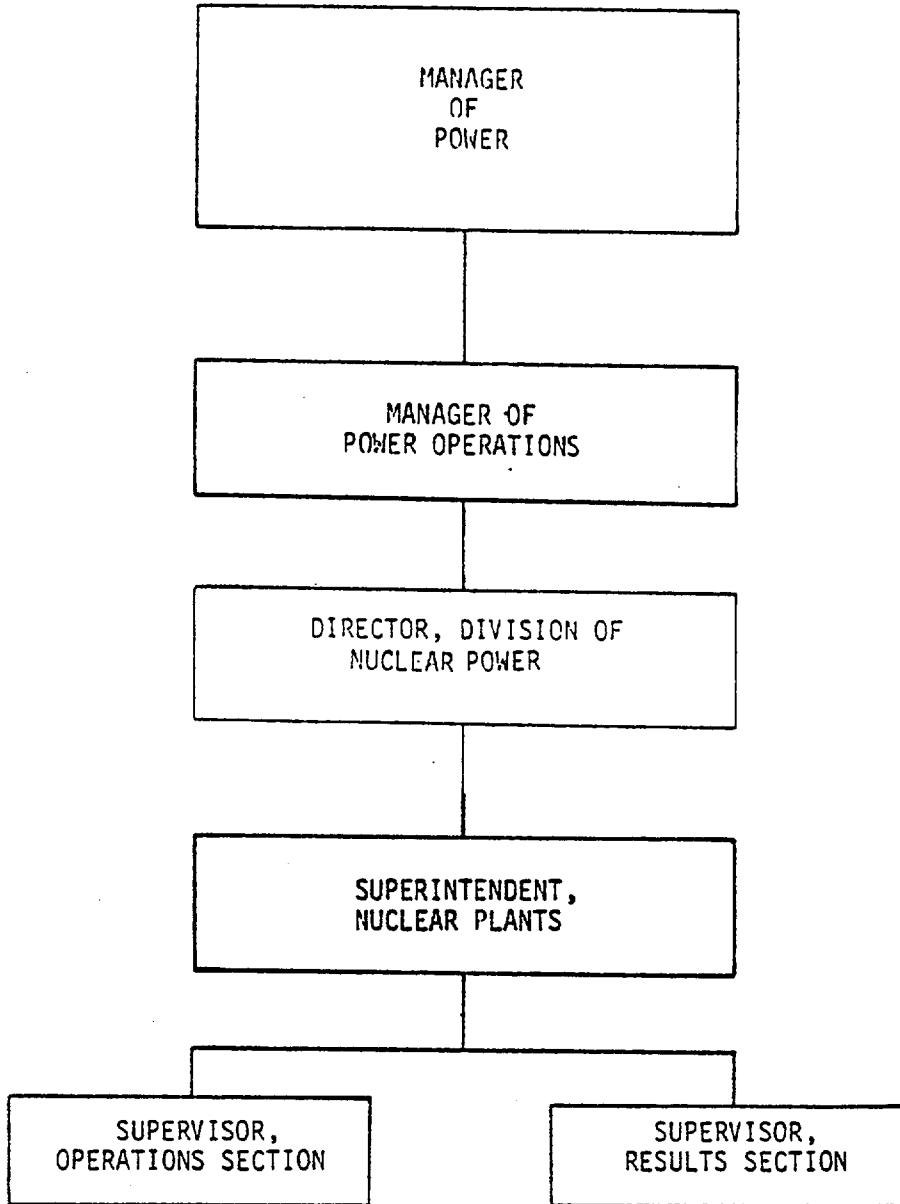 MANAGER
OF
POWER
MANAGER OF
POWER OPERATIONS
DIRECTOR, DIVISION OF
NUCLEAR POWER
SUPERINTENDENT,
NUCLEAR PLANTS
SUPERVISOR,
OPERATIONS SECTION
SUPERVISOR,
RESULTS SECTION